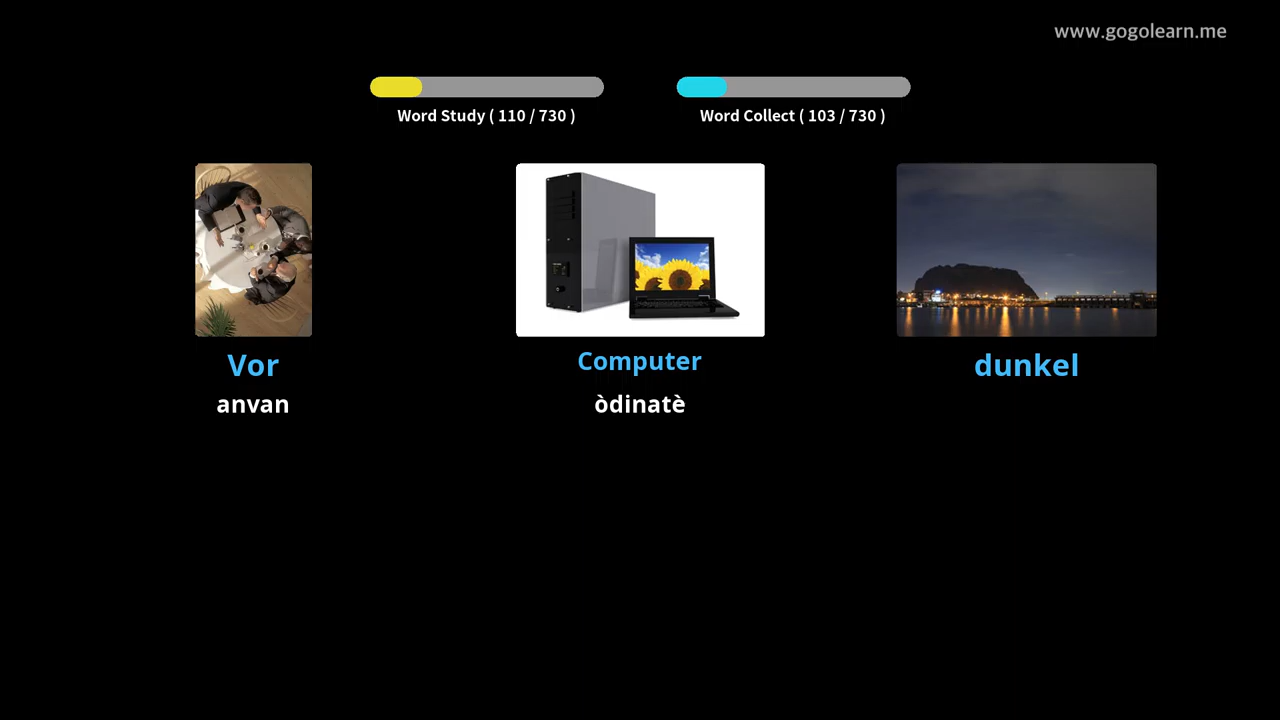 www.gogolearn.me
Word Study ( 110 / 730 )
Word Collect ( 103 / 730 )
Vor
anvan
Computer
òdinatè
dunkel